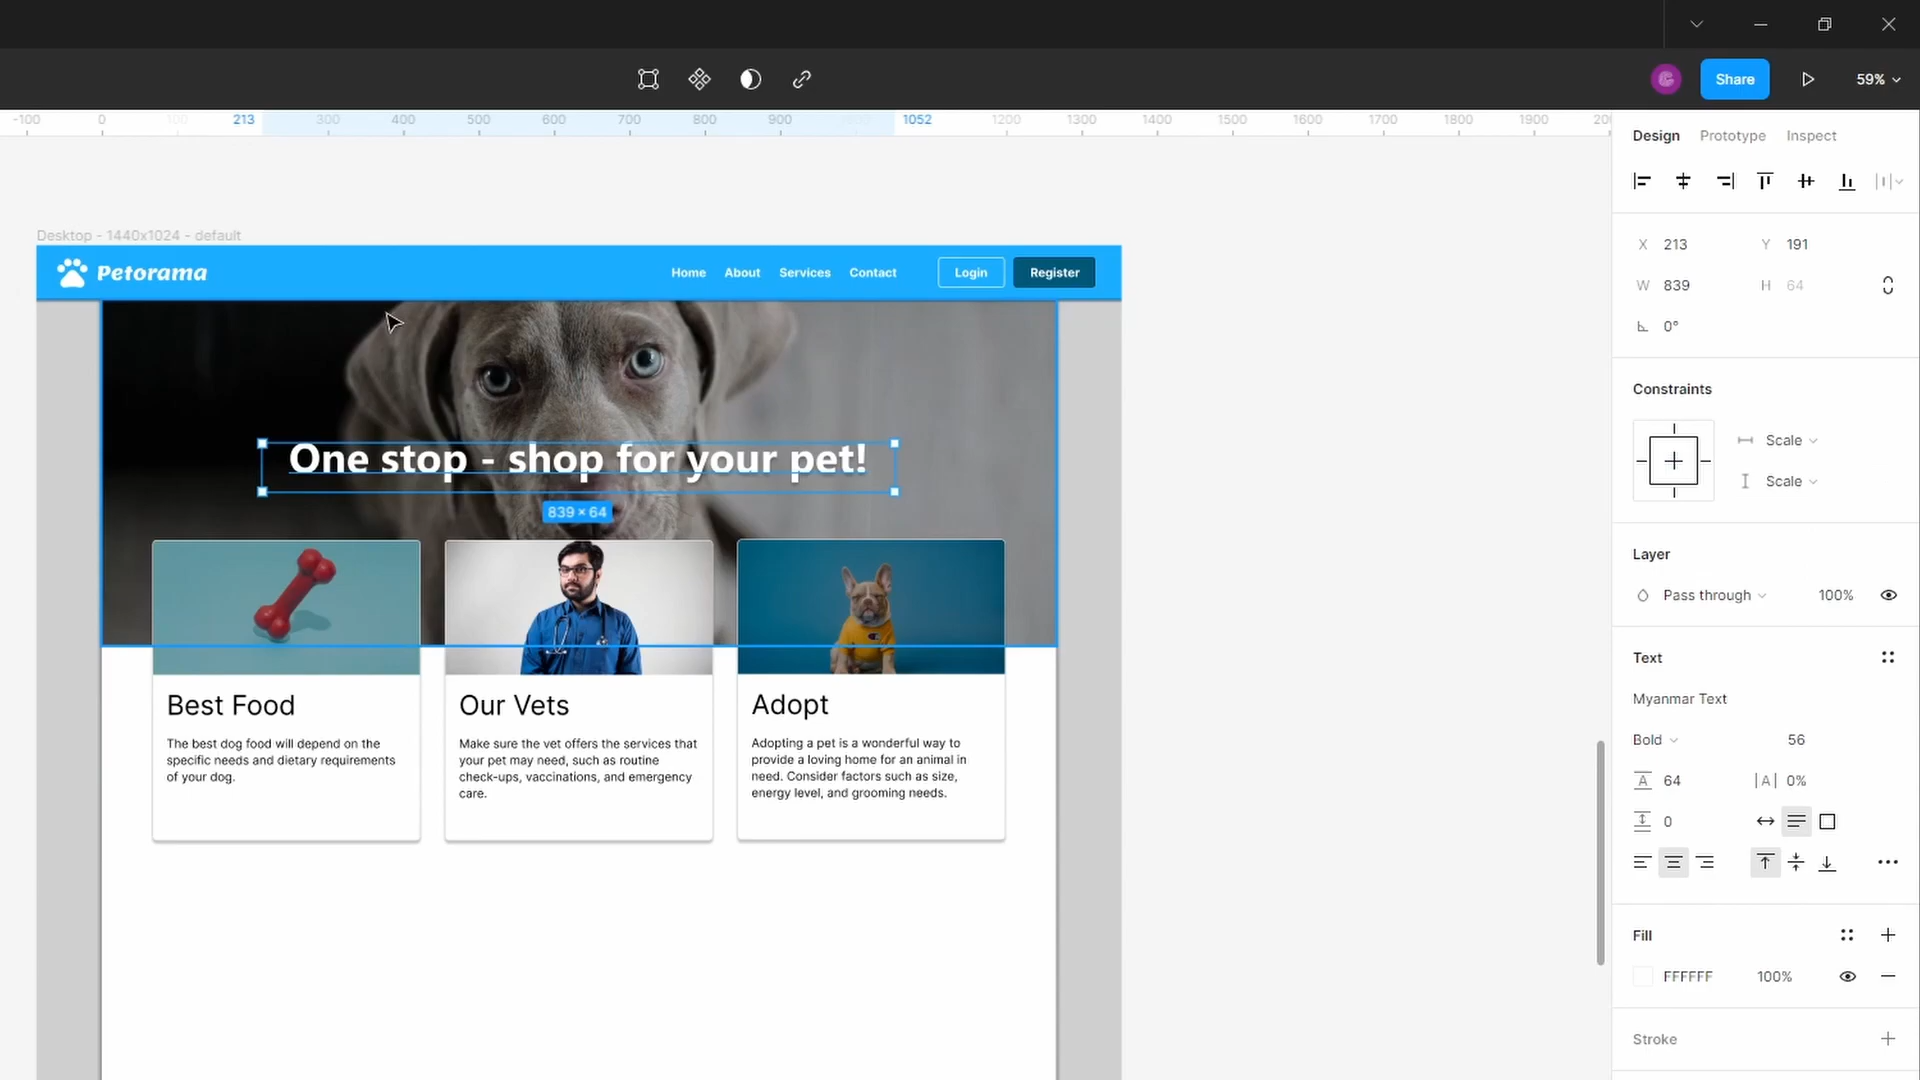 Share
59%
-100
0
100
213
300
400
500
600
700
800
900
1052
1200
1300
1400
1500
1600
1700
1800
1900
Design
Prototype
Inspect
X 213
Y 191
W 839
H 64
0°
Constraints
Scale
Scale
Layer
Pass through
100%
Text
Myanmar Text
Bold
56
64
0%
0
Fill
FFFFFF
100%
Stroke
Desktop - 1440x1024 - default
Petorama
Home
About
Services
Contact
Login
Register
One stop - shop for your pet!
839 × 64
Best Food
The best dog food will depend on the
specific needs and dietary requirements
of your dog.
Our Vets
Make sure the vet offers the services that
your pet may need, such as routine
check-ups, vaccinations, and emergency
care.
Adopt
Adopting a pet is a wonderful way to
provide a loving home for an animal in
need. Consider factors such as size,
energy level, and grooming needs.